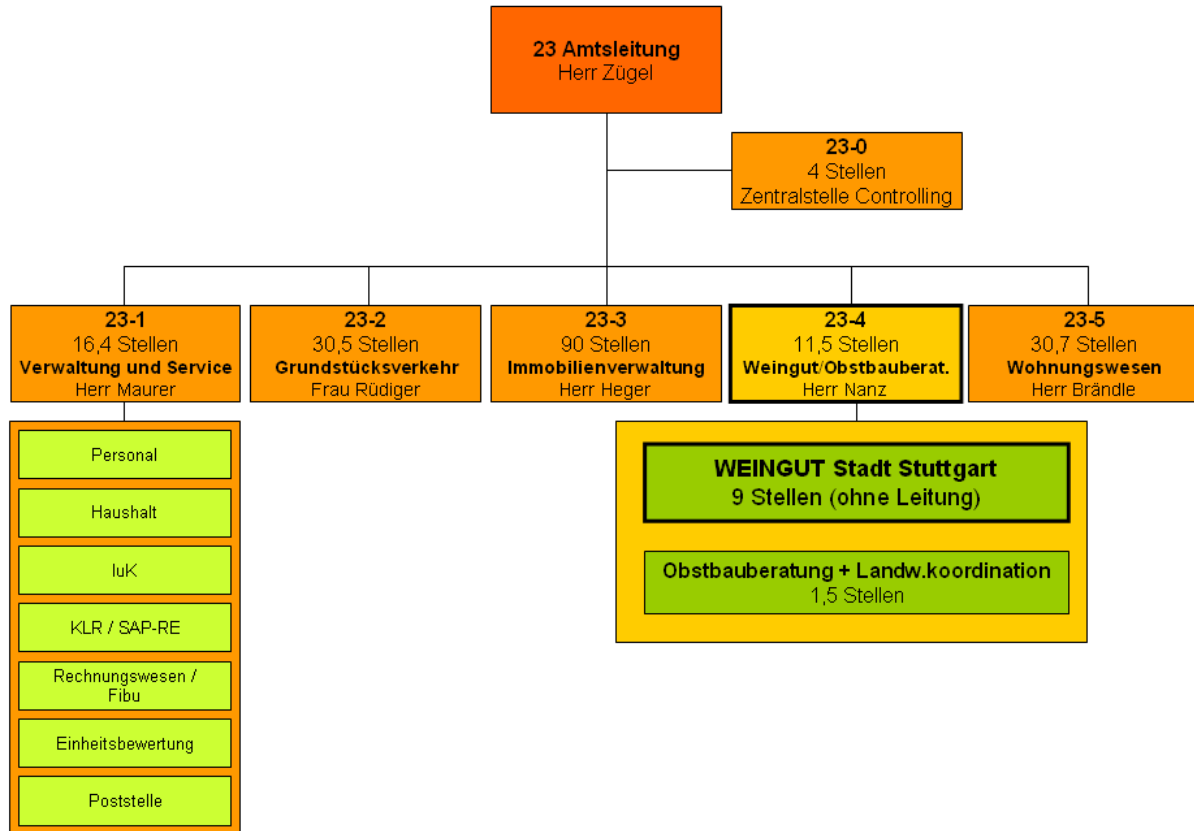 23 Amtsleitung
Herr Zügel
23-0
4 Stellen
Zentralstelle Controlling
23-1
16,4 Stellen
Verwaltung und Service
Herr Maurer
23-2
30,5 Stellen
Grundstücksverkehr
Frau Rüdiger
23-3
90 Stellen
Immobilienverwaltung
Herr Heger
23-4
11,5 Stellen
Weingut/Obstbauberat.
Herr Nanz
23-5
30,7 Stellen
Wohnungswesen
Herr Brändle
Personal
Haushalt
IuK
KLR / SAP-RE
Rechnungswesen /
Fibu
Einheitsbewertung
Poststelle
WEINGUT Stadt Stuttgart
9 Stellen (ohne Leitung)
Obstbauberatung + Landw.koordination
1,5 Stellen